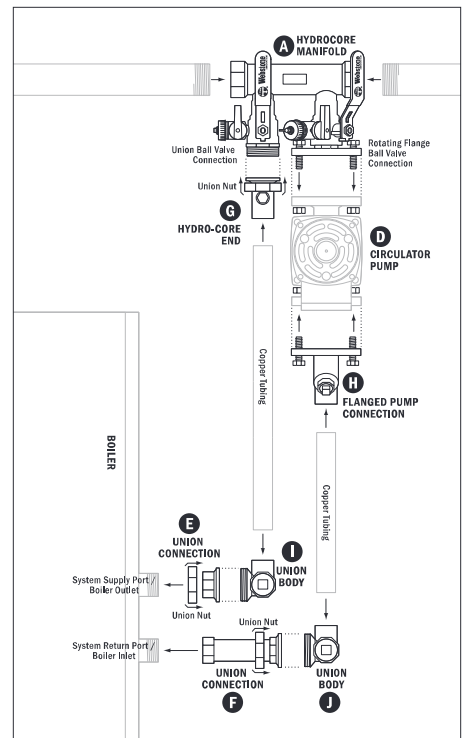 A HYDROCORE
MANIFOLD
Webstone
Webstone
Union Ball Valve
Connection
Rotating Flange
Ball Valve
Connection
Union Nut
G
HYDRO-CORE
END
D
CIRCULATOR
PUMP
Copper Tubing
H
FLANGED PUMP
CONNECTION
Copper Tubing
BOILER
E
UNION
CONNECTION
I
UNION
BODY
System Supply Port /
Boiler Outlet
Union Nut
Union Nut
System Return Port /
Boiler Inlet
UNION
CONNECTION
F
UNION
BODY
J